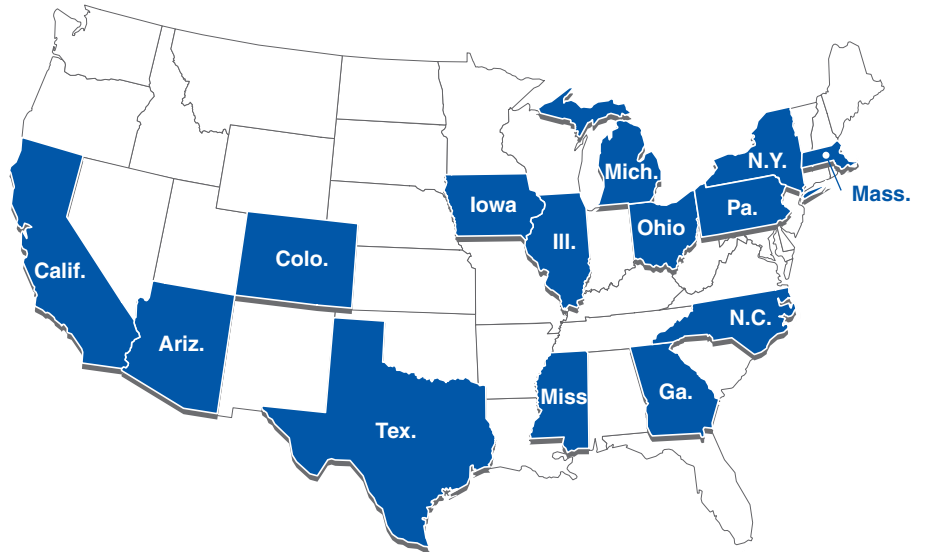 Mich.
N.Y.
Mass.
Iowa
Pa.
Ohio
Ill.
Colo.
Calif.
N.C.
Ariz.
Miss
Ga.
Tex.